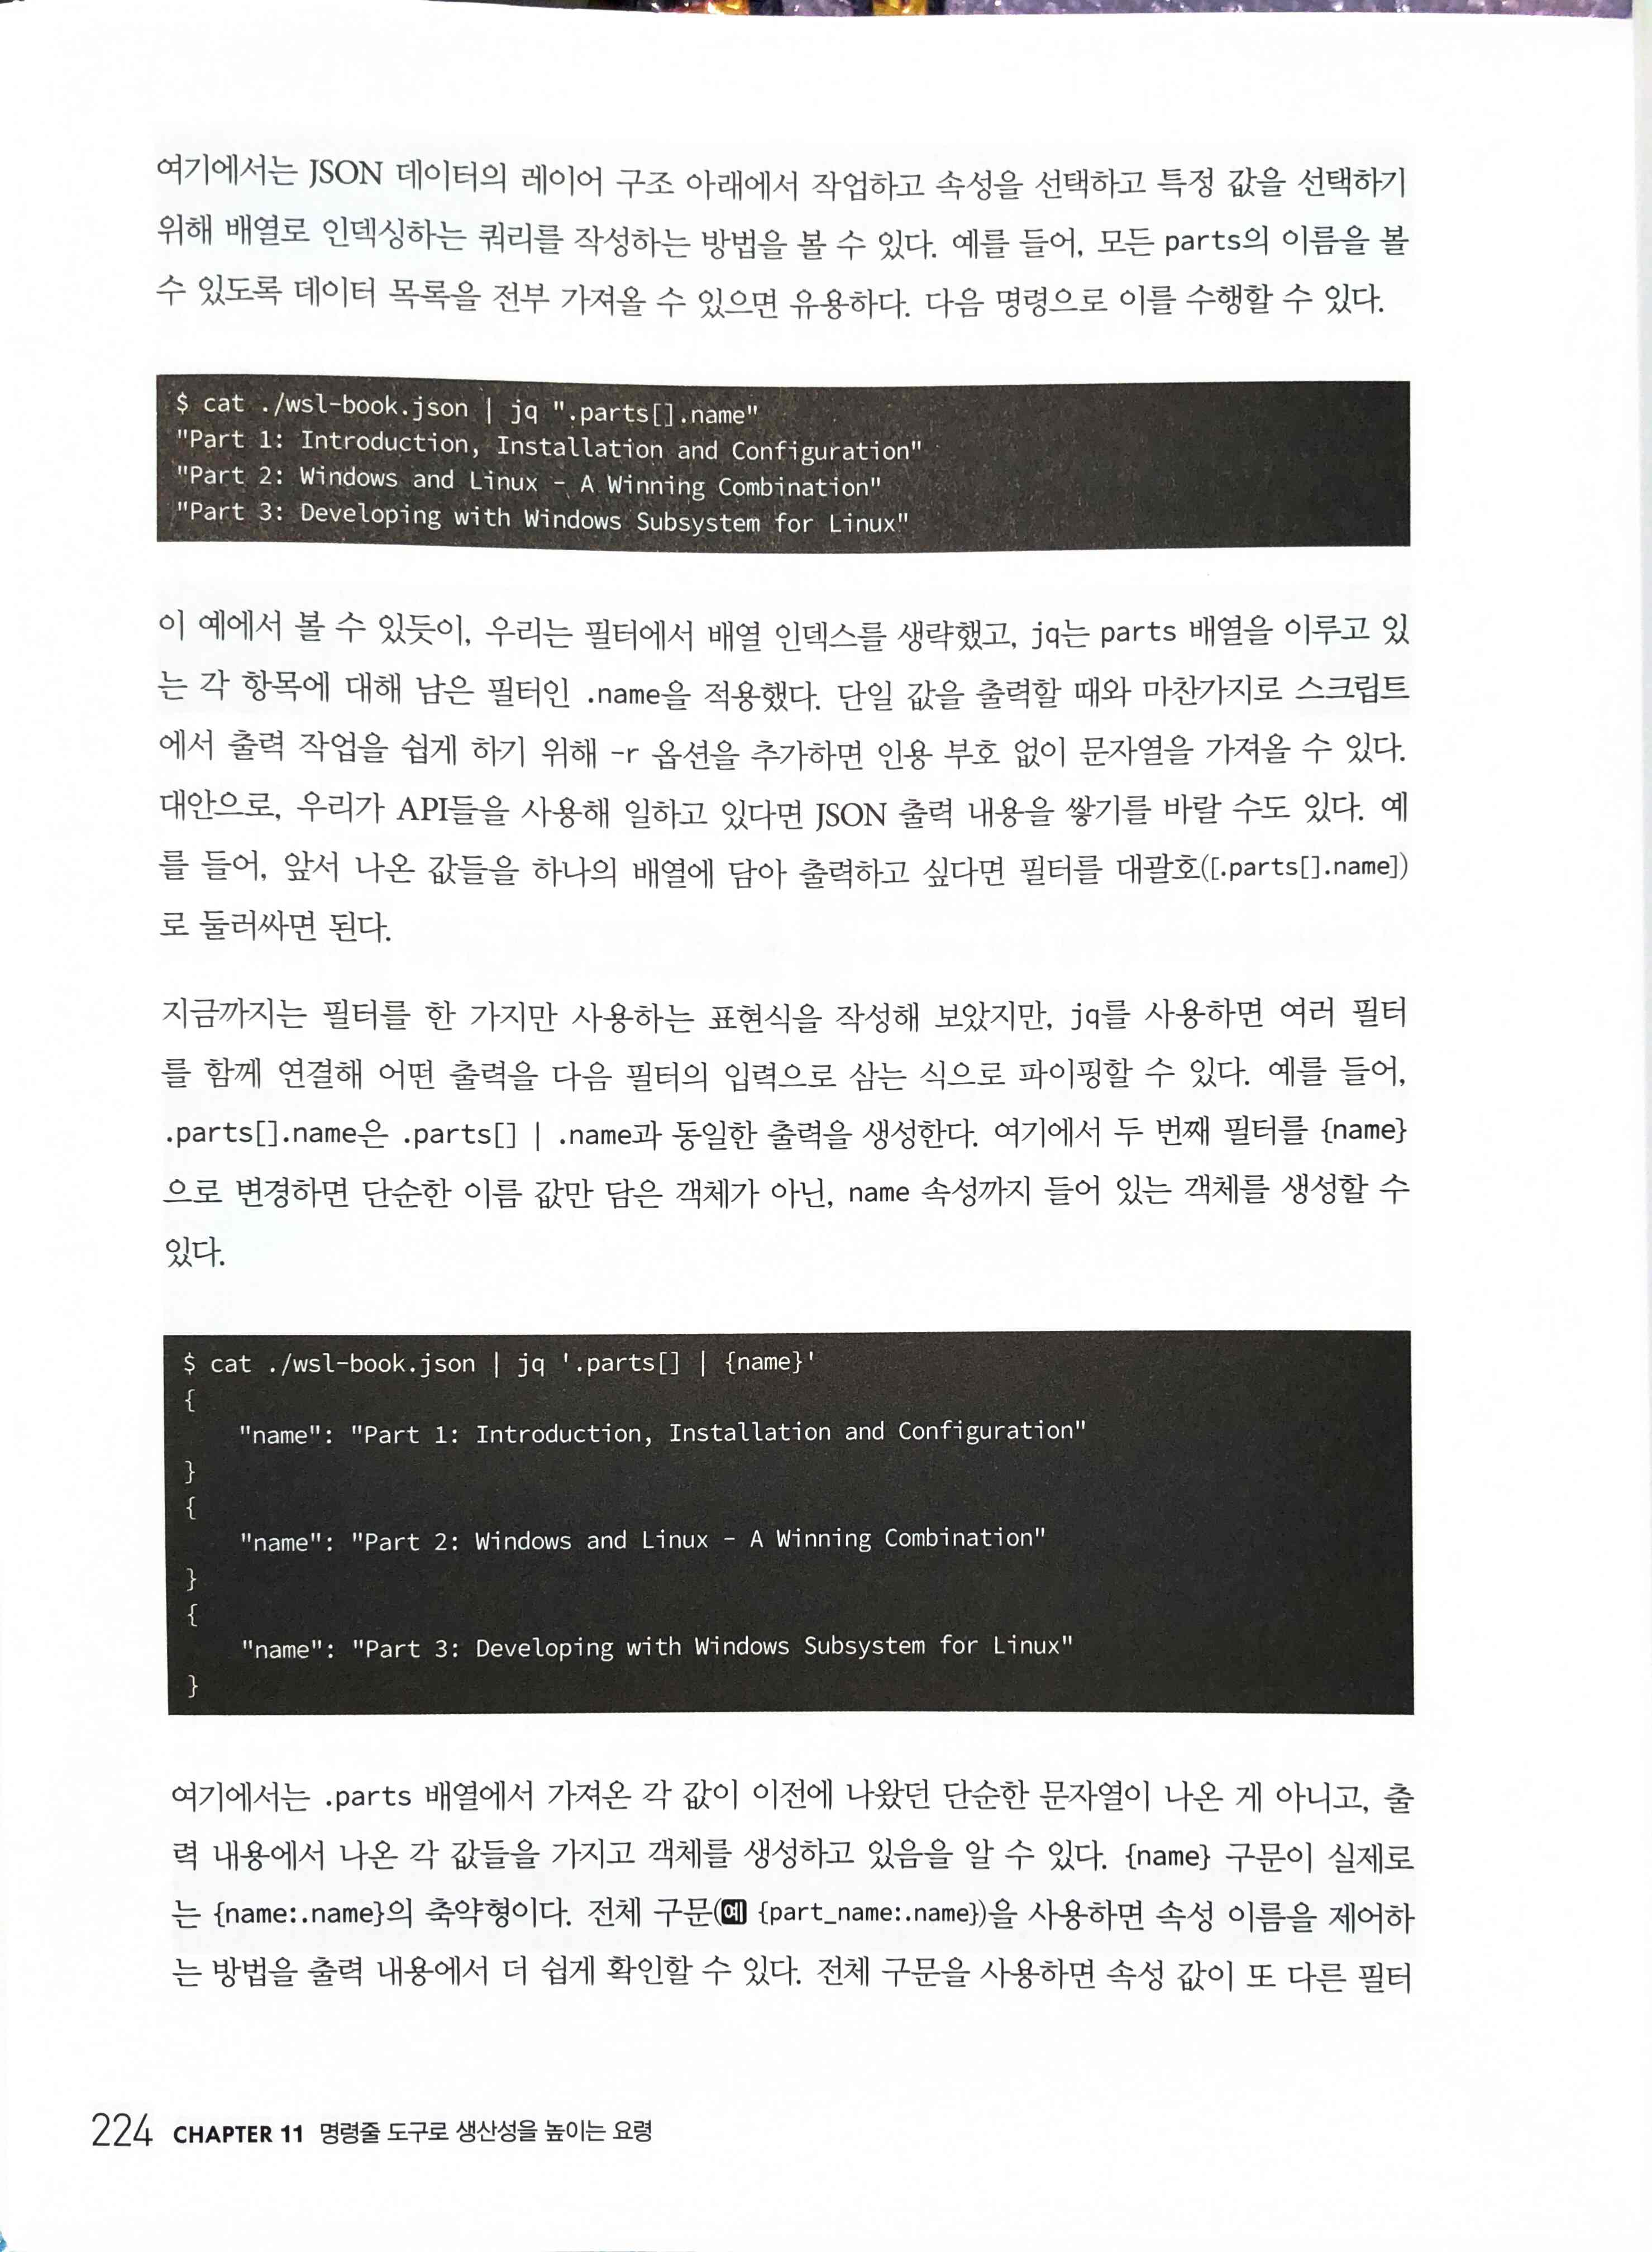 여기에서는 JSON 데이터의 레이어 구조 아래에서 작업하고 속성을 선택하고 특정 값을 선택하기
위해 배열로 인덱싱하는 쿼리를 작성하는 방법을 볼 수 있다. 예를 들어, 모든 parts의 이름을 볼
수 있도록 데이터 목록을 전부 가져올 수 있으면 유용하다. 다음 명령으로 이를 수행할 수 있다.
$ cat ./wsl-book.json | jq ".parts[].name"
"Part 1: Introduction, Installation and Configuration"
"Part 2: Windows and Linux - A Winning Combination"
"Part 3: Developing with Windows Subsystem for Linux"
이 예에서 볼 수 있듯이, 우리는 필터에서 배열 인덱스를 생략했고, jq는 parts 배열을 이루고 있
는 각 항목에 대해 남은 필터인 .name을 적용했다. 단일 값을 출력할 때와 마찬가지로 스크립트
에서 출력 작업을 쉽게 하기 위해 -r 옵션을 추가하면 인용 부호 없이 문자열을 가져올 수 있다.
대안으로, 우리가 API들을 사용해 일하고 있다면 JSON 출력 내용을 쌓기를 바랄 수도 있다. 예
를 들어, 앞서 나온 값들을 하나의 배열에 담아 출력하고 싶다면 필터를 대괄호([.parts[].name])
로 둘러싸면 된다.
지금까지는 필터를 한 가지만 사용하는 표현식을 작성해 보았지만, jq를 사용하면 여러 필터
를 함께 연결해 어떤 출력을 다음 필터의 입력으로 삼는 식으로 파이핑할 수 있다. 예를 들어,
.parts[].name은 .parts[] | .name과 동일한 출력을 생성한다. 여기에서 두 번째 필터를 {name}
으로 변경하면 단순한 이름 값만 담은 객체가 아닌, name 속성까지 들어 있는 객체를 생성할 수
있다.
$ cat ./wsl-book.json | jq '.parts[] | {name}'
{
"name": "Part 1: Introduction, Installation and Configuration"
}
{
"name": "Part 2: Windows and Linux - A Winning Combination"
}
{
"name": "Part 3: Developing with Windows Subsystem for Linux"
}
여기에서는 .parts 배열에서 가져온 각 값이 이전에 나왔던 단순한 문자열이 나온 게 아니고, 출
력 내용에서 나온 각 값들을 가지고 객체를 생성하고 있음을 알 수 있다. {name} 구문이 실제로
는 {name:.name}의 축약형이다. 전체 구문(예 {part_name:.name})을 사용하면 속성 이름을 제어하
는 방법을 출력 내용에서 더 쉽게 확인할 수 있다. 전체 구문을 사용하면 속성 값이 또 다른 필터
224 CHAPTER 11 명령줄 도구로 생산성을 높이는 요령